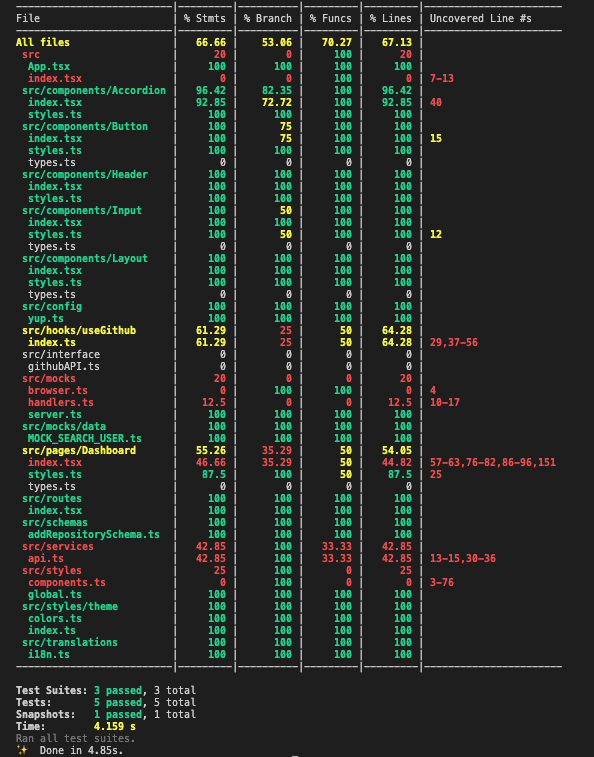 File | % Stmts | % Branch | % Funcs | % Lines | Uncovered Line #s
All files | 66.66 | 53.06 | 70.27 | 67.13 |
src | 20 | 0 | 100 | 20 |
App.tsx | 100 | 100 | 100 | 100 |
index.tsx | 0 | 0 | 100 | 0 | 7-13
src/components/Accordion | 96.42 | 82.35 | 100 | 96.42 |
index.tsx | 92.85 | 72.72 | 100 | 92.85 | 40
styles.ts | 100 | 100 | 100 | 100 |
src/components/Button | 100 | 75 | 100 | 100 |
index.tsx | 100 | 75 | 100 | 100 | 15
styles.ts | 100 | 100 | 100 | 100 |
types.ts | 0 | 0 | 0 | 0 |
src/components/Header | 100 | 100 | 100 | 100 |
index.tsx | 100 | 100 | 100 | 100 |
styles.ts | 100 | 100 | 100 | 100 |
src/components/Input | 100 | 50 | 100 | 100 |
index.tsx | 100 | 100 | 100 | 100 |
styles.ts | 100 | 50 | 100 | 100 | 12
types.ts | 0 | 0 | 0 | 0 |
src/components/Layout | 100 | 100 | 100 | 100 |
index.tsx | 100 | 100 | 100 | 100 |
styles.ts | 100 | 100 | 100 | 100 |
types.ts | 0 | 0 | 0 | 0 |
src/config | 100 | 100 | 100 | 100 |
yup.ts | 100 | 100 | 100 | 100 |
src/hooks/useGithub | 61.29 | 25 | 50 | 64.28 |
index.ts | 61.29 | 25 | 50 | 64.28 | 29,37-56
src/interface | 0 | 0 | 0 | 0 |
githubAPI.ts | 0 | 0 | 0 | 0 |
src/mocks | 20 | 0 | 0 | 20 |
browser.ts | 0 | 100 | 100 | 0 | 4
handlers.ts | 12.5 | 0 | 0 | 12.5 | 10-17
server.ts | 100 | 100 | 100 | 100 |
src/mocks/data | 100 | 100 | 100 | 100 |
MOCK_SEARCH_USER.ts | 100 | 100 | 100 | 100 |
src/pages/Dashboard | 55.26 | 35.29 | 50 | 54.05 |
index.tsx | 46.66 | 35.29 | 50 | 44.82 | 57-63,76-82,86-96,151
styles.ts | 87.5 | 100 | 50 | 87.5 | 25
types.ts | 0 | 0 | 0 | 0 |
src/routes | 100 | 100 | 100 | 100 |
index.tsx | 100 | 100 | 100 | 100 |
src/schemas | 100 | 100 | 100 | 100 |
addRepositorySchema.ts | 100 | 100 | 100 | 100 |
src/services | 42.85 | 100 | 33.33 | 42.85 |
api.ts | 42.85 | 100 | 33.33 | 42.85 | 13-15,30-36
src/styles | 25 | 100 | 0 | 25 |
components.ts | 0 | 100 | 0 | 0 | 3-76
global.ts | 100 | 100 | 100 | 100 |
src/styles/theme | 100 | 100 | 100 | 100 |
colors.ts | 100 | 100 | 100 | 100 |
index.ts | 100 | 100 | 100 | 100 |
src/translations | 100 | 100 | 100 | 100 |
i18n.ts | 100 | 100 | 100 | 100 |
Test Suites: 3 passed, 3 total
Tests: 5 passed, 5 total
Snapshots: 1 passed, 1 total
Time: 4.159 s
Ran all test suites.
✨ Done in 4.85s.